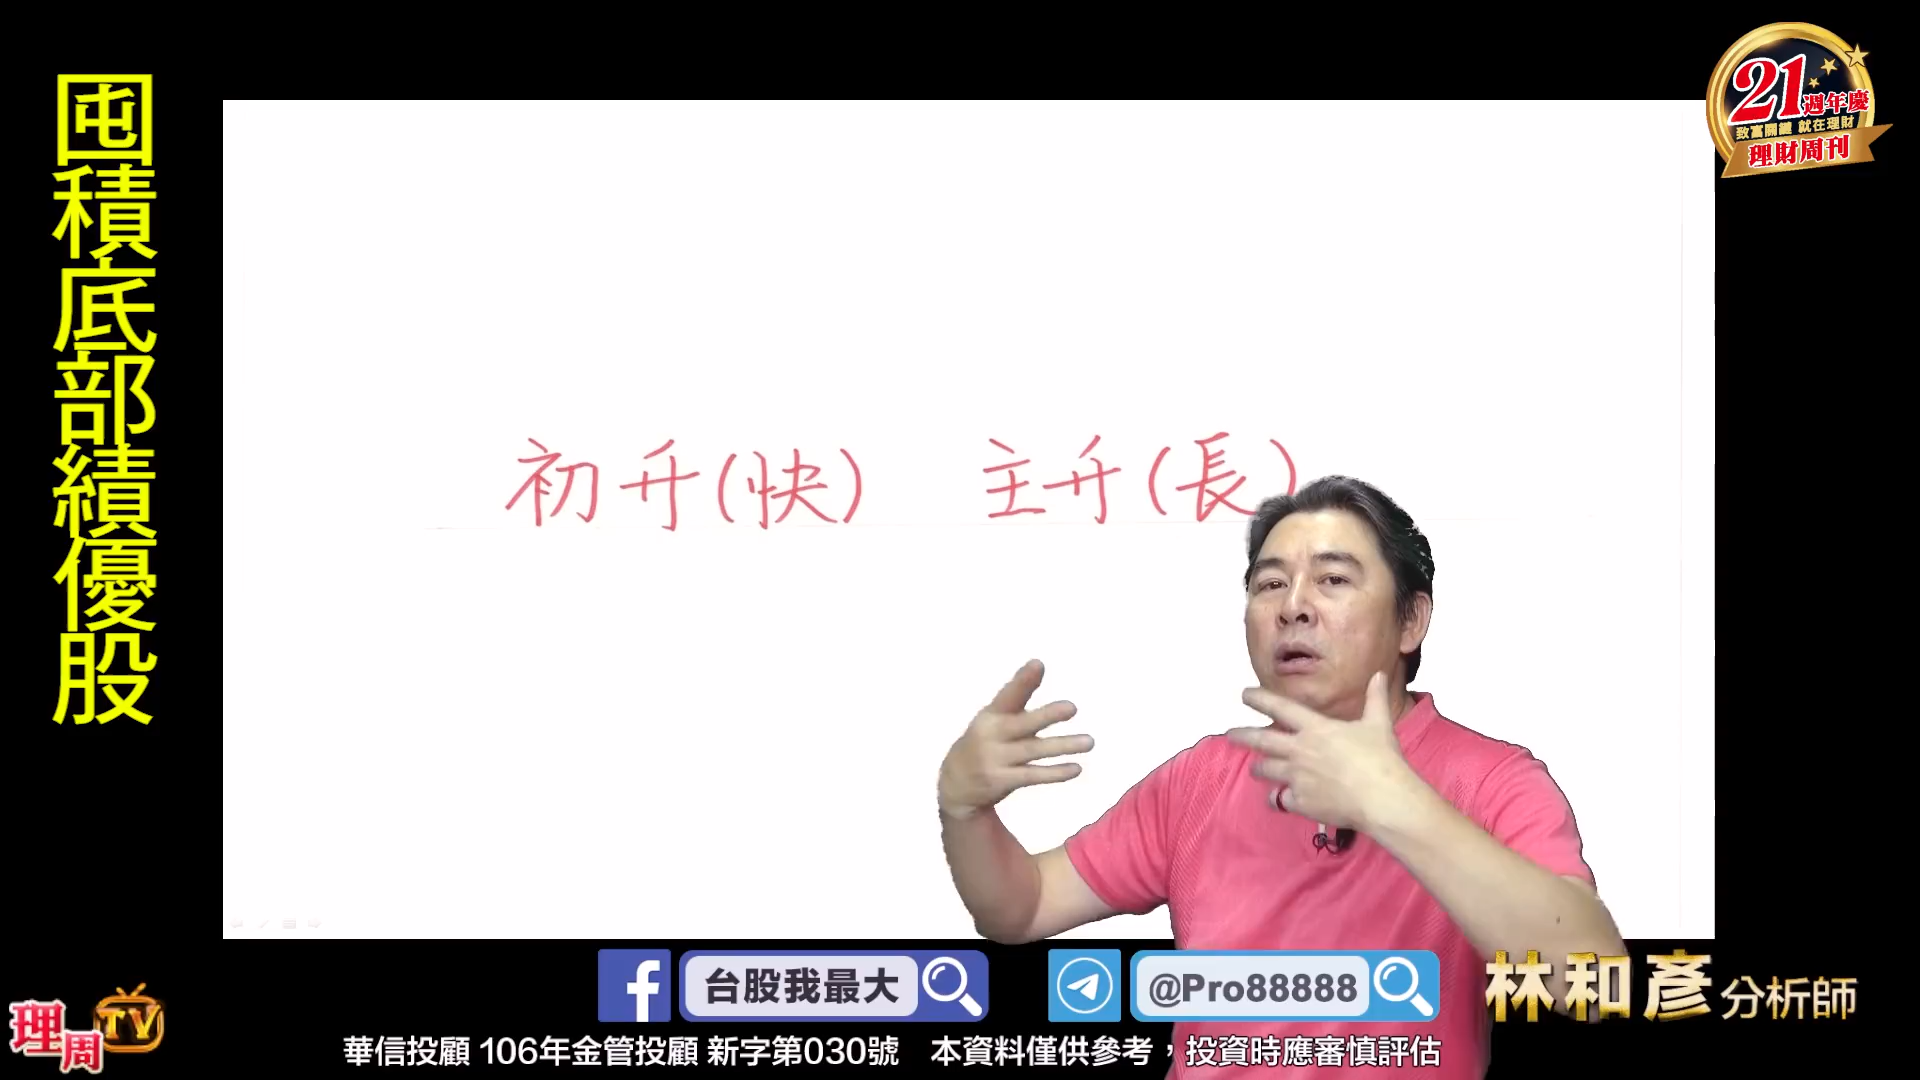 囤積底部績優股
21週年慶
致富關鍵 就在理財
理財周刊
初升(快) 主升(長)
台股我最大
@Pro88888
林和彥分析師
理周TV
華信投顧 106年金管投顧 新字第030號 本資料僅供參考，投資時應審慎評估